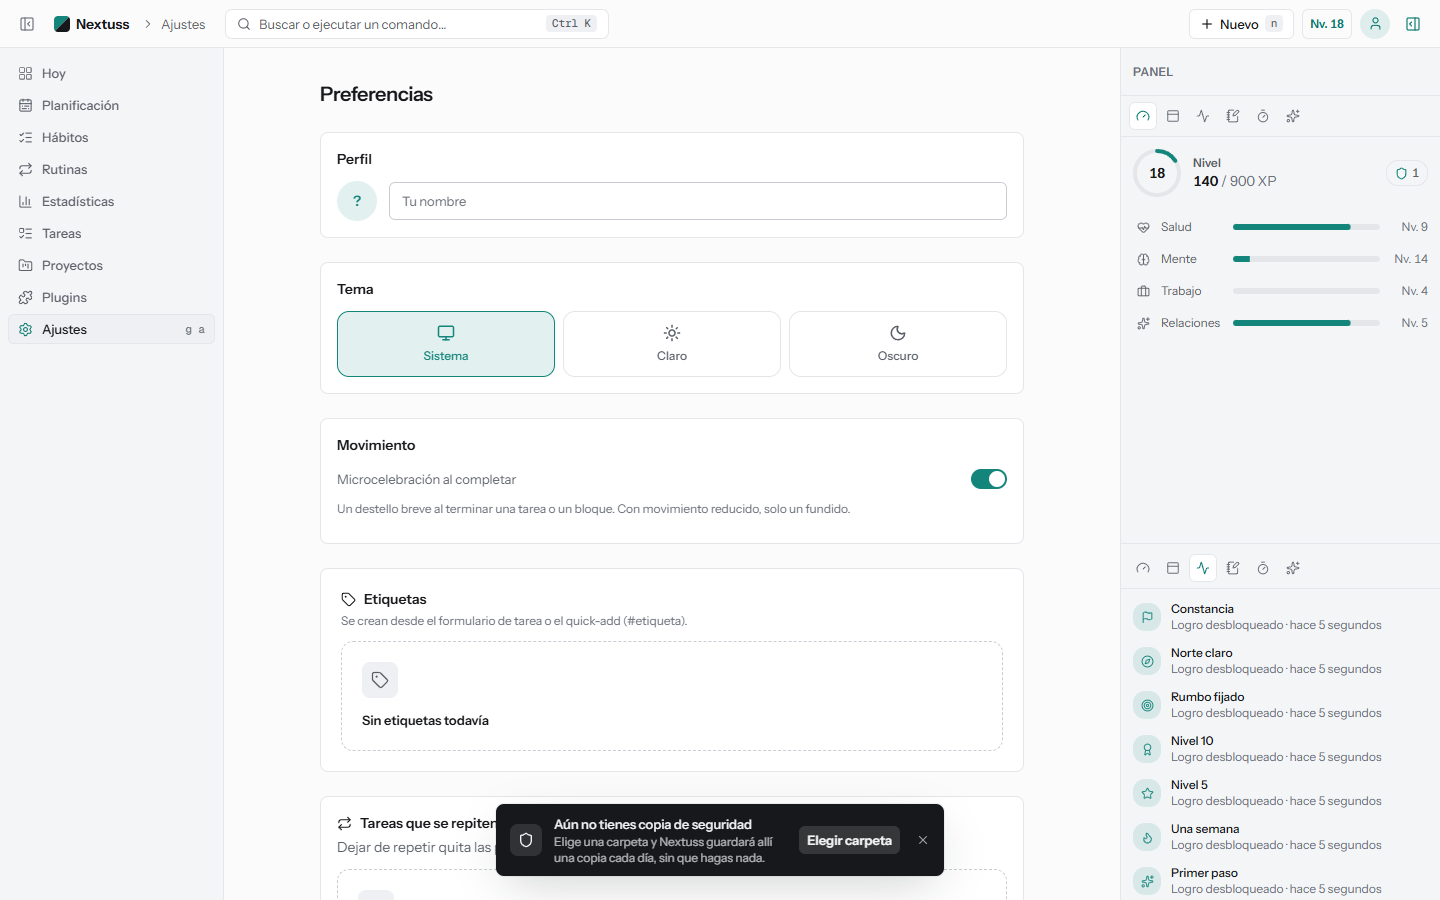 Nextuss
Ajustes
Buscar o ejecutar un comando...
Ctrl K
Nuevo
n
Nv. 18
Hoy
Planificación
Hábitos
Rutinas
Estadísticas
Tareas
Proyectos
Plugins
Ajustes
g a
Preferencias
Perfil
?
Tu nombre
Tema
Sistema
Claro
Oscuro
Movimiento
Microcelebración al completar
Un destello breve al terminar una tarea o un bloque. Con movimiento reducido, solo un fundido.
Etiquetas
Se crean desde el formulario de tarea o el quick-add (#etiqueta).
Sin etiquetas todavía
Tareas que se repiten
Dejar de repetir quita las
Aún no tienes copia de seguridad
Elige una carpeta y Nextuss guardará allí
una copia cada día, sin que hagas nada.
Elegir carpeta
PANEL
18
Nivel
140 / 900 XP
1
Salud
Nv. 9
Mente
Nv. 14
Trabajo
Nv. 4
Relaciones
Nv. 5
Constancia
Logro desbloqueado · hace 5 segundos
Norte claro
Logro desbloqueado · hace 5 segundos
Rumbo fijado
Logro desbloqueado · hace 5 segundos
Nivel 10
Logro desbloqueado · hace 5 segundos
Nivel 5
Logro desbloqueado · hace 5 segundos
Una semana
Logro desbloqueado · hace 5 segundos
Primer paso
Logro desbloqueado · hace 5 segundos